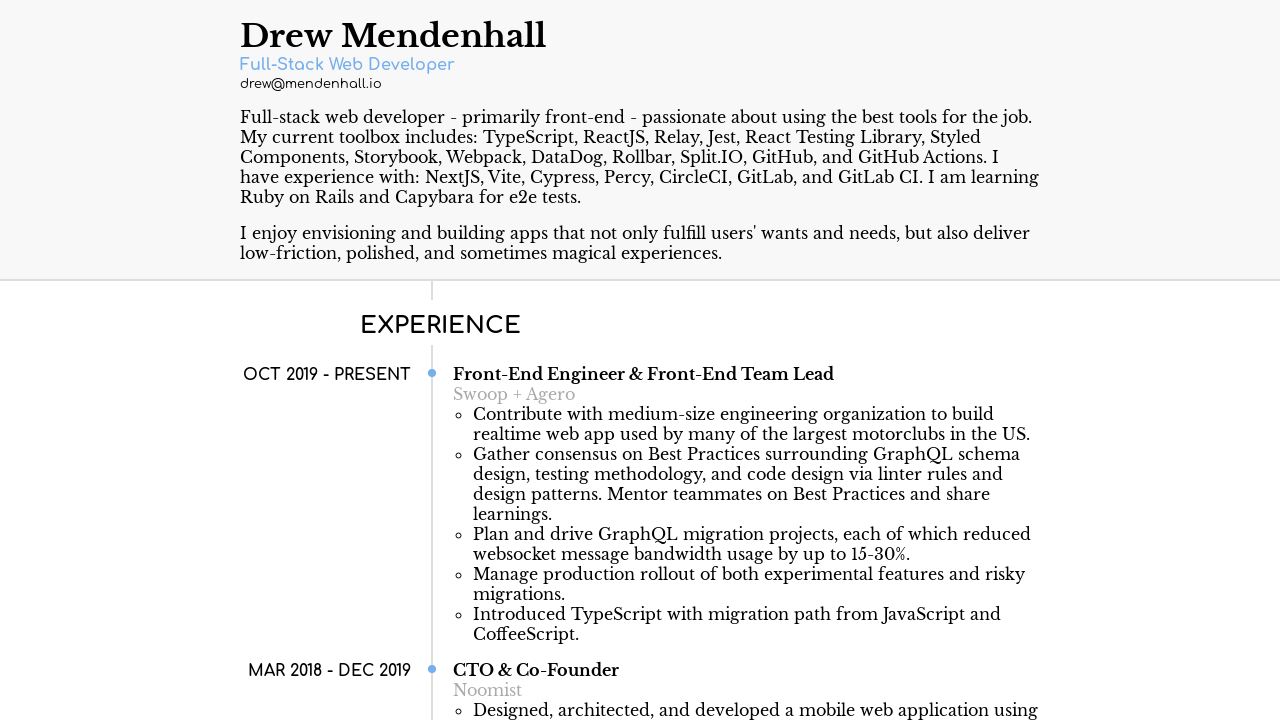 Drew Mendenhall
Full-Stack Web Developer
drew@mendenhall.io
Full-stack web developer - primarily front-end - passionate about using the best tools for the job.
My current toolbox includes: TypeScript, ReactJS, Relay, Jest, React Testing Library, Styled
Components, Storybook, Webpack, DataDog, Rollbar, Split.IO, GitHub, and GitHub Actions. I
have experience with: NextJS, Vite, Cypress, Percy, CircleCI, GitLab, and GitLab CI. I am learning
Ruby on Rails and Capybara for e2e tests.
I enjoy envisioning and building apps that not only fulfill users' wants and needs, but also deliver
low-friction, polished, and sometimes magical experiences.
EXPERIENCE
OCT 2019 - PRESENT
Front-End Engineer & Front-End Team Lead
Swoop + Agero
Contribute with medium-size engineering organization to build
realtime web app used by many of the largest motorclubs in the US.
Gather consensus on Best Practices surrounding GraphQL schema
design, testing methodology, and code design via linter rules and
design patterns. Mentor teammates on Best Practices and share
learnings.
Plan and drive GraphQL migration projects, each of which reduced
websocket message bandwidth usage by up to 15-30%.
Manage production rollout of both experimental features and risky
migrations.
Introduced TypeScript with migration path from JavaScript and
CoffeeScript.
MAR 2018 - DEC 2019
CTO & Co-Founder
Noomist
Designed, architected, and developed a mobile web application using